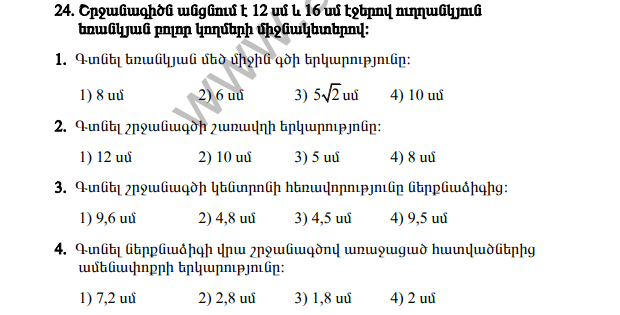 24. Շրջանագիծն անցնում է 12 սմ և 16 սմ էջերով ուղղանկյուն
եռանկյան բոլոր կողմերի միջնակետերով:
1. Գտնել եռանկյան մեծ միջին գծի երկարությունը:
1) 8 սմ 2) 6 սմ 3) 5√2 սմ 4) 10 սմ
2. Գտնել շրջանագծի շառավղի երկարությոնը:
1) 12 սմ 2) 10 սմ 3) 5 սմ 4) 8 սմ
3. Գտնել շրջանագծի կենտրոնի հեռավորությունը ներքնաձիգից:
1) 9,6 սմ 2) 4,8 սմ 3) 4,5 սմ 4) 9,5 սմ
4. Գտնել ներքնաձիգի վրա շրջանագծով առաջացած հատվածներից
ամենափոքրի երկարությունը:
1) 7,2 սմ 2) 2,8 սմ 3) 1,8 սմ 4) 2 սմ